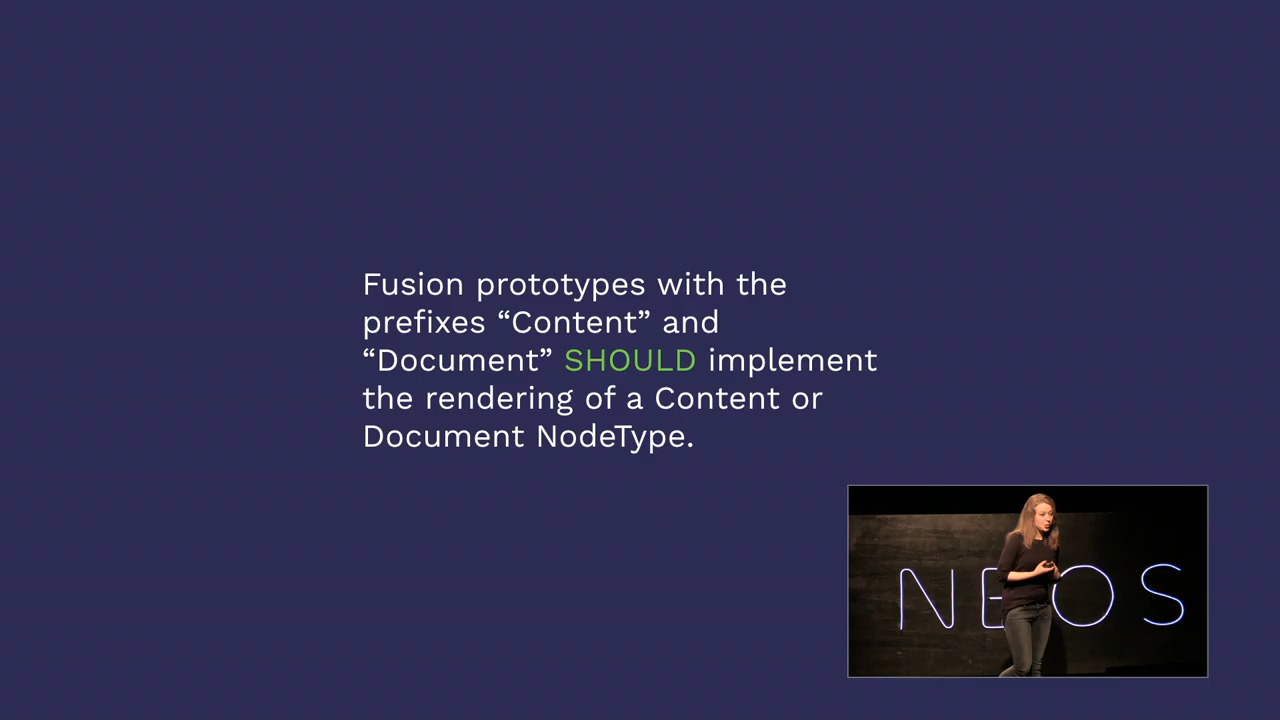 Fusion prototypes with the
prefixes “Content” and
“Document” SHOULD implement
the rendering of a Content or
Document NodeType.
NEOS